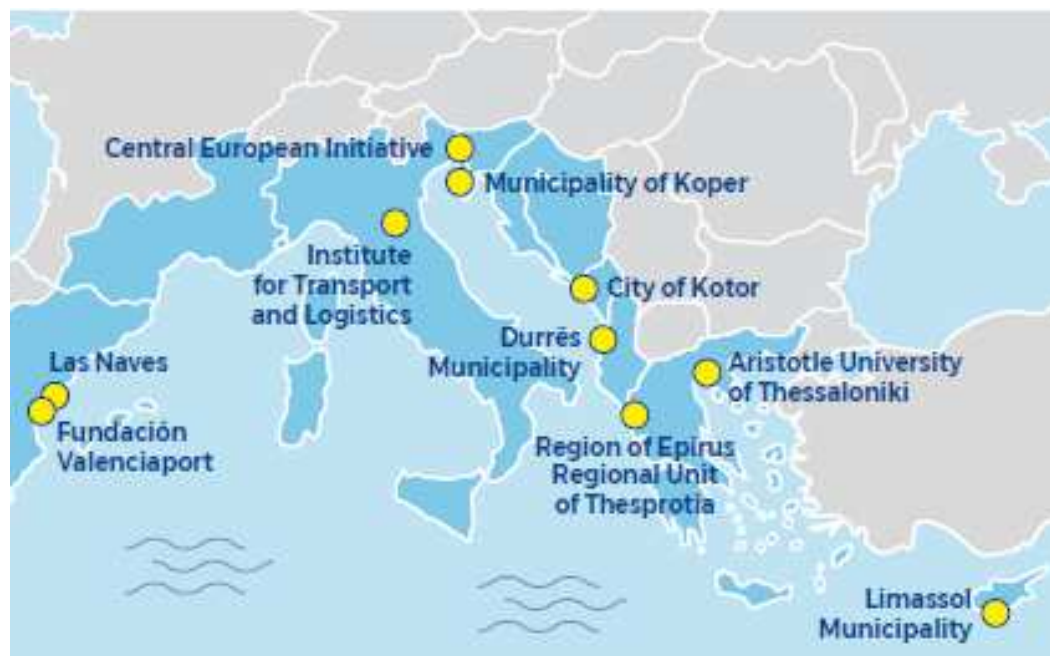 Central European Initiative
Municipality of Koper
Institute
for Transport
and Logistics
City of Kotor
Durrës
Municipality
Las Naves
Aristotle University
of Thessaloniki
Fundación
Valenciaport
Region of Epirus
Regional Unit
of Thesprotia
Limassol
Municipality